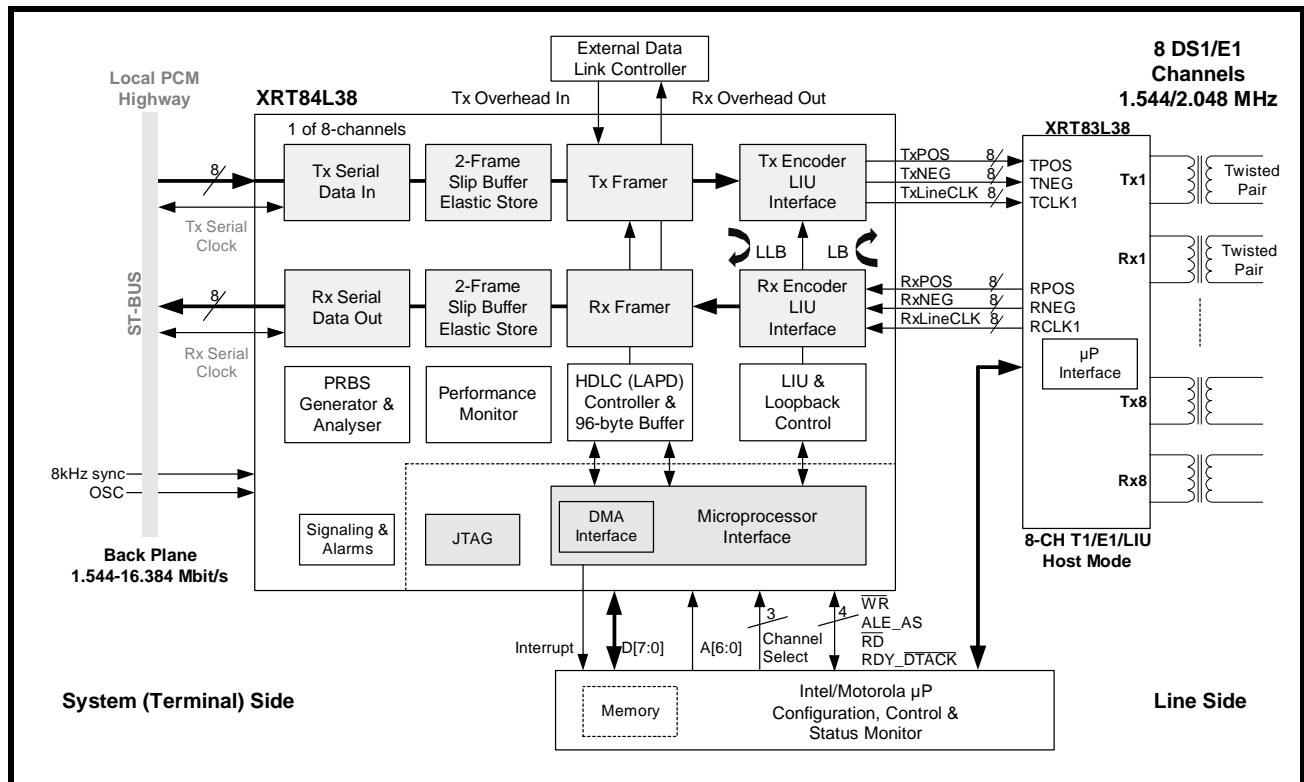 External Data
Link Controller
8 DS1/E1
Channels
1.544/2.048 MHz
Local PCM
Highway
XRT84L38
Tx Overhead In
Rx Overhead Out
1 of 8-channels
XRT83L38
8
Tx Serial
Data In
2-Frame
Slip Buffer
Elastic Store
Tx Framer
Tx Encoder
LIU
Interface
TxPOS 8
TxNEG 8
TxLineCLK 8
TPOS
TNEG
TCLK1
Tx1
Twisted
Pair
Tx Serial
Clock
LLB
LB
Rx1
Twisted
Pair
ST-BUS
8
Rx Serial
Data Out
2-Frame
Slip Buffer
Elastic Store
Rx Framer
Rx Encoder
LIU
Interface
RxPOS 8
RxNEG 8
RxLineCLK 8
RPOS
RNEG
RCLK1
Rx Serial
Clock
µP
Interface
PRBS
Generator &
Analyser
Performance
Monitor
HDLC (LAPD)
Controller &
96-byte Buffer
LIU &
Loopback
Control
Tx8
8kHz sync
OSC
Rx8
Signaling &
Alarms
JTAG
DMA
Interface
Microprocessor
Interface
Back Plane
1.544-16.384 Mbit/s
8-CH T1/E1/LIU
Host Mode
Interrupt
D[7:0]
A[6:0]
3
Channel
Select
4
WR
ALE_AS
RD
RDY_DTACK
System (Terminal) Side
Memory
Intel/Motorola µP
Configuration, Control &
Status Monitor
Line Side